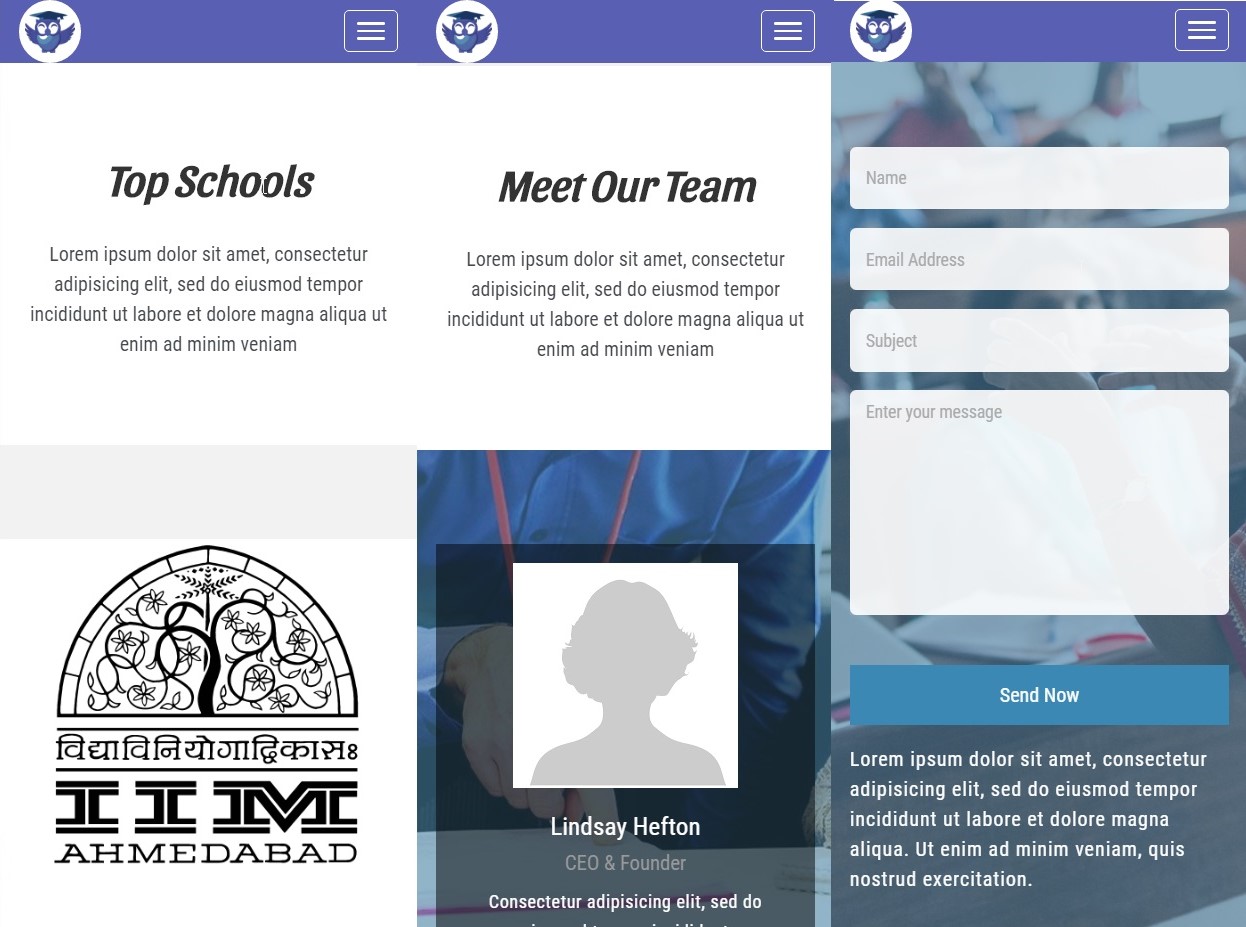 Top Schools
Lorem ipsum dolor sit amet, consectetur
adipisicing elit, sed do eiusmod tempor
incididunt ut labore et dolore magna aliqua ut
enim ad minim veniam
विद्याविनियोगाद्विकासः
IIM
AHMEDABAD
Meet Our Team
Lorem ipsum dolor sit amet, consectetur
adipisicing elit, sed do eiusmod tempor
incididunt ut labore et dolore magna aliqua ut
enim ad minim veniam
Lindsay Hefton
CEO & Founder
Consectetur adipisicing elit, sed do
Name
Email Address
Subject
Enter your message
Send Now
Lorem ipsum dolor sit amet, consectetur
adipisicing elit, sed do eiusmod tempor
incididunt ut labore et dolore magna
aliqua. Ut enim ad minim veniam, quis
nostrud exercitation.